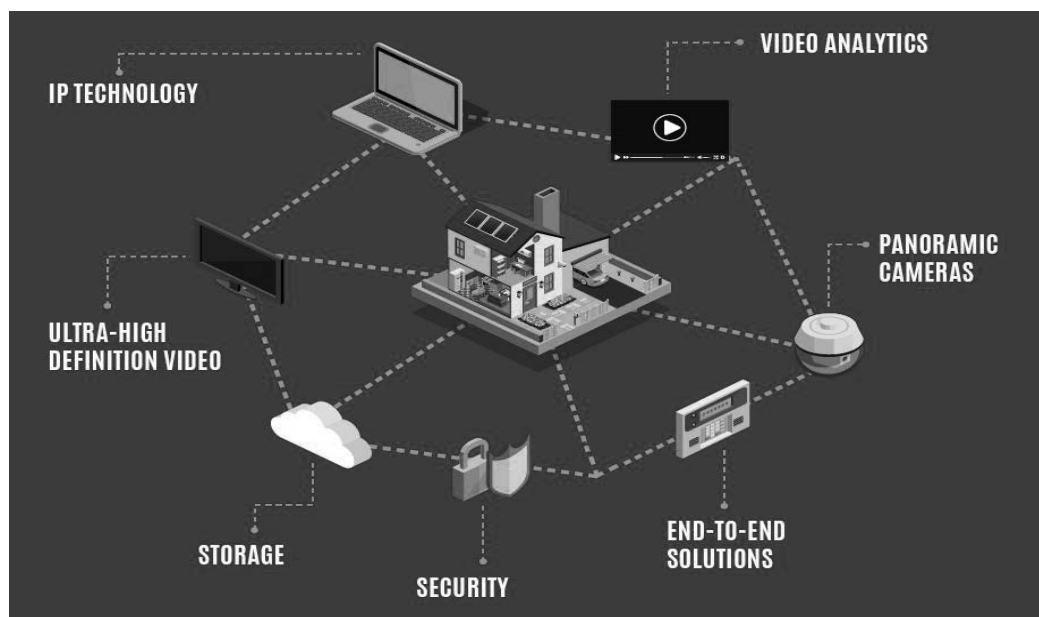 IP TECHNOLOGY
VIDEO ANALYTICS
PANORAMIC
CAMERAS
ULTRA-HIGH
DEFINITION VIDEO
STORAGE
SECURITY
END-TO-END
SOLUTIONS